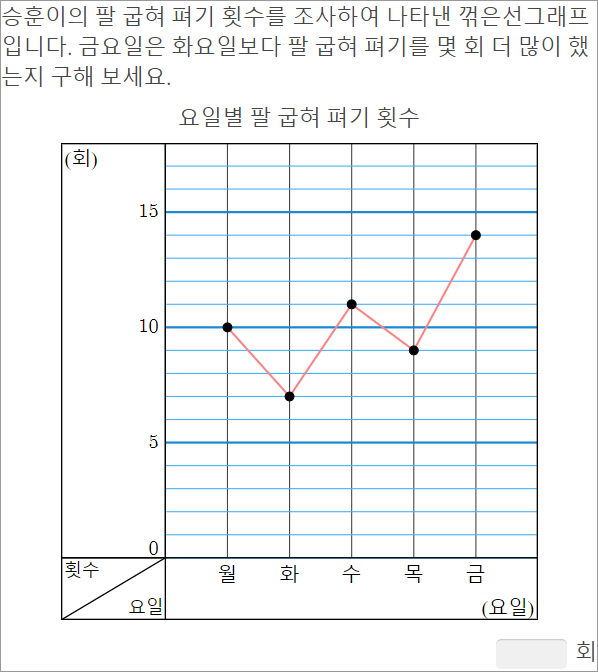 승훈이의 팔 굽혀 펴기 횟수를 조사하여 나타낸 꺾은선그래프
입니다. 금요일은 화요일보다 팔 굽혀 펴기를 몇 회 더 많이 했
는지 구해 보세요.
요일별 팔 굽혀 펴기 횟수
(회)
15
10
5
0
횟수
요일
월 화 수 목 금
(요일)
회